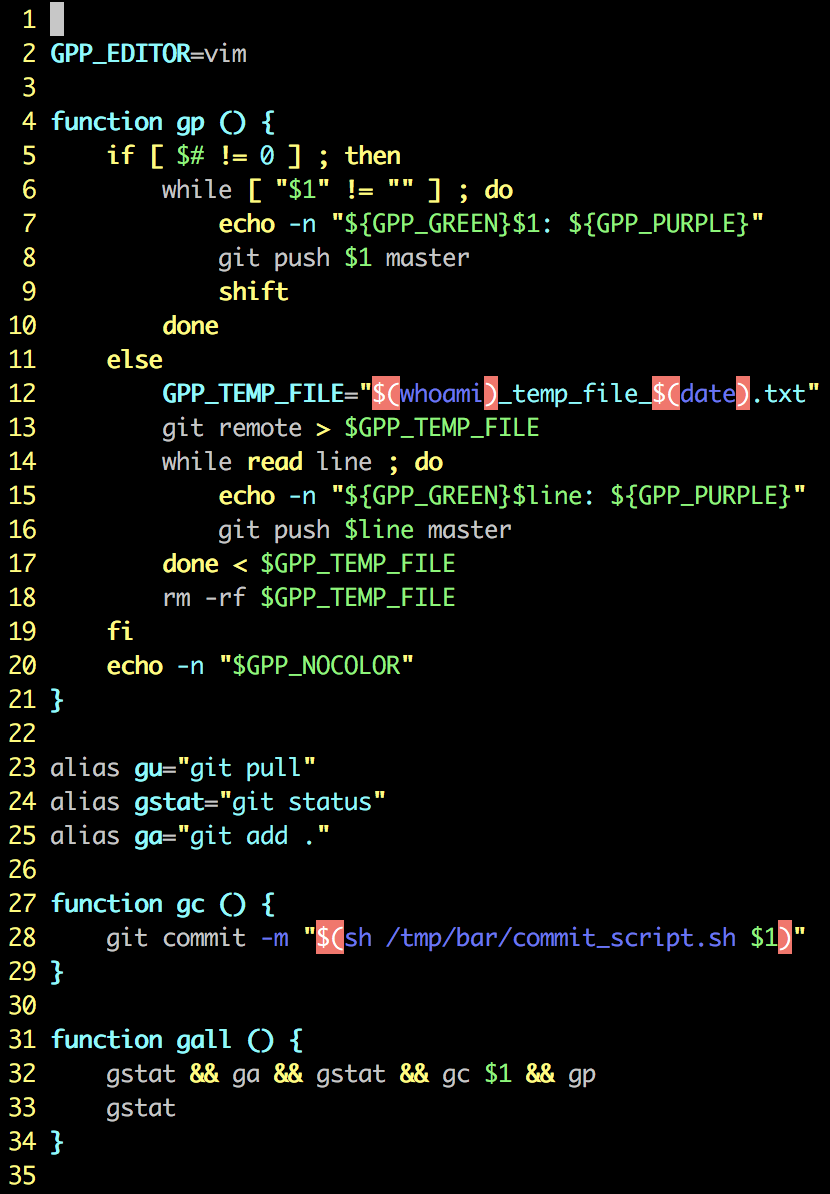 1
2 GPP_EDITOR=vim
3
4 function gp () {
5     if [ $# != 0 ] ; then
6         while [ "$1" != "" ] ; do
7             echo -n "${GPP_GREEN}$1: ${GPP_PURPLE}"
8             git push $1 master
9             shift
10         done
11     else
12         GPP_TEMP_FILE="$(whoami)_temp_file_$(date).txt"
13         git remote > $GPP_TEMP_FILE
14         while read line ; do
15             echo -n "${GPP_GREEN}$line: ${GPP_PURPLE}"
16             git push $line master
17         done < $GPP_TEMP_FILE
18         rm -rf $GPP_TEMP_FILE
19     fi
20     echo -n "$GPP_NOCOLOR"
21 }
22
23 alias gu="git pull"
24 alias gstat="git status"
25 alias ga="git add ."
26
27 function gc () {
28     git commit -m "$(sh /tmp/bar/commit_script.sh $1)"
29 }
30
31 function gall () {
32     gstat && ga && gstat && gc $1 && gp
33     gstat
34 }
35